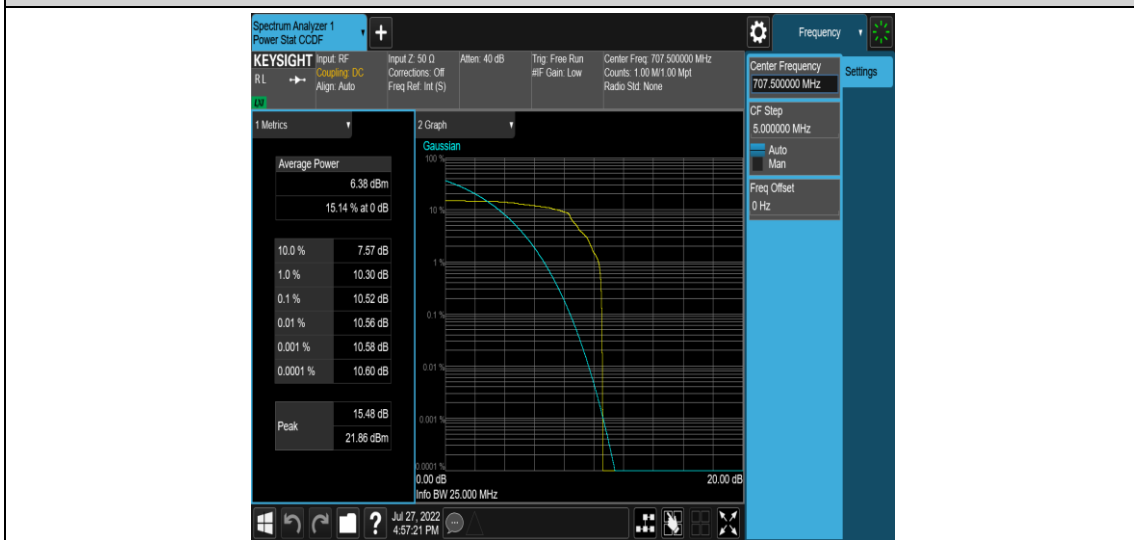 Spectrum Analyzer 1
Power Stat CCDF
+
Frequency
KEYSIGHT
RL
Input: RF
Coupling: DC
Align: Auto
Input Z: 50 Ω
Corrections: Off
Freq Ref: Int (S)
Atten: 40 dB
Trig: Free Run
#IF Gain: Low
Center Freq: 707.500000 MHz
Counts: 1.00 M/1.00 Mpt
Radio Std: None
Center Frequency
707.500000 MHz
Settings
CF Step
5.000000 MHz
Auto
Man
Freq Offset
0 Hz
1 Metrics
Average Power
6.38 dBm
15.14 % at 0 dB
10.0 % 7.57 dB
1.0 % 10.30 dB
0.1 % 10.52 dB
0.01 % 10.56 dB
0.001 % 10.58 dB
0.0001 % 10.60 dB
Peak
15.48 dB
21.86 dBm
2 Graph
Gaussian
100 %
10 %
1 %
0.1 %
0.01 %
0.001 %
0.0001 %
0.00 dB 20.00 dB
Info BW 25.000 MHz
?
Jul 27, 2022
4:57:21 PM